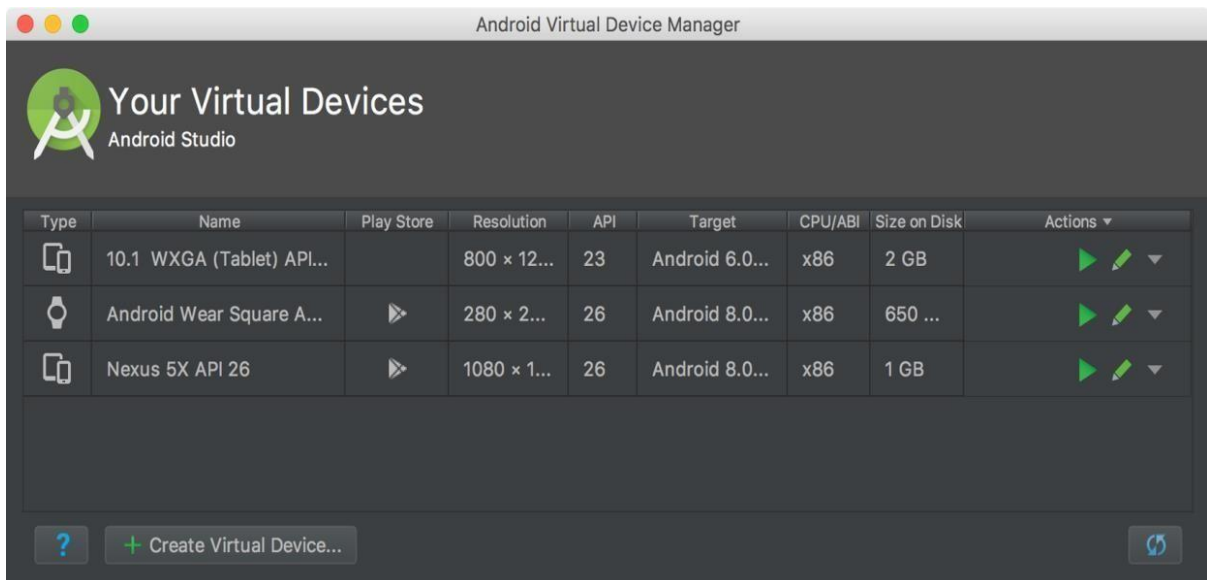 Android Virtual Device Manager
Your Virtual Devices
Android Studio
Type Name Play Store Resolution API Target CPU/ABI Size on Disk Actions
10.1 WXGA (Tablet) API... 800 × 12... 23 Android 6.0... x86 2 GB
Android Wear Square A... 280 × 2... 26 Android 8.0... x86 650 ...
Nexus 5X API 26 1080 × 1... 26 Android 8.0... x86 1 GB
? + Create Virtual Device...